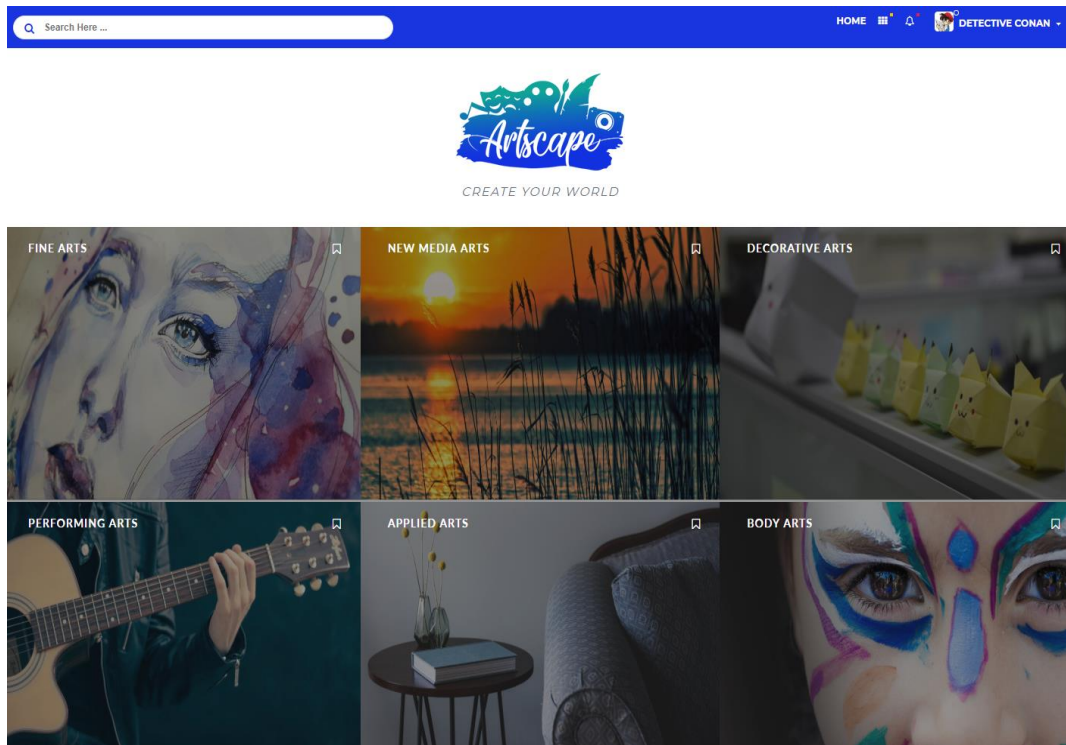 Search Here ...
HOME
DETECTIVE CONAN
Artscape
CREATE YOUR WORLD
FINE ARTS
NEW MEDIA ARTS
DECORATIVE ARTS
PERFORMING ARTS
APPLIED ARTS
BODY ARTS